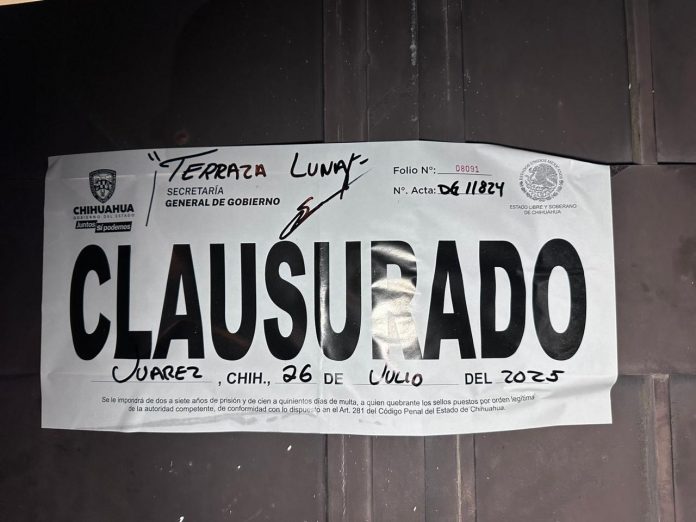 "TERRAZA LUNA"
SECRETARÍA
GENERAL DE GOBIERNO
CHIHUAHUA
GOBIERNO DEL ESTADO
Juntos Sí podemos
Folio N°: 08091
N°. Acta: DG 11824
ESTADOS UNIDOS MEXICANOS
ESTADO LIBRE Y SOBERANO
DE CHIHUAHUA
CLAUSURADO
JUAREZ, CHIH., 26 DE JULIO DEL 2025
Se le impondrá de dos a siete años de prisión y de cien a quinientos días de multa, a quien quebrante los sellos puestos por orden legítima
de la autoridad competente, de conformidad con lo dispuesto en el Art. 281 del Código Penal del Estado de Chihuahua.